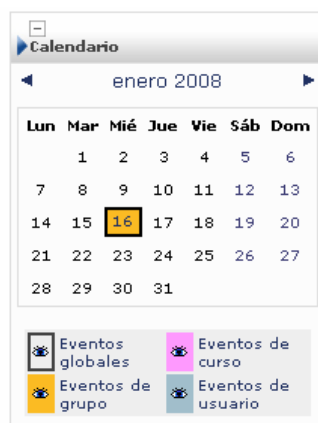 Calendario
enero 2008
Lun Mar Mié Jue Vie Sáb Dom
1 2 3 4 5 6
7 8 9 10 11 12 13
14 15 16 17 18 19 20
21 22 23 24 25 26 27
28 29 30 31
Eventos globales
Eventos de curso
Eventos de grupo
Eventos de usuario